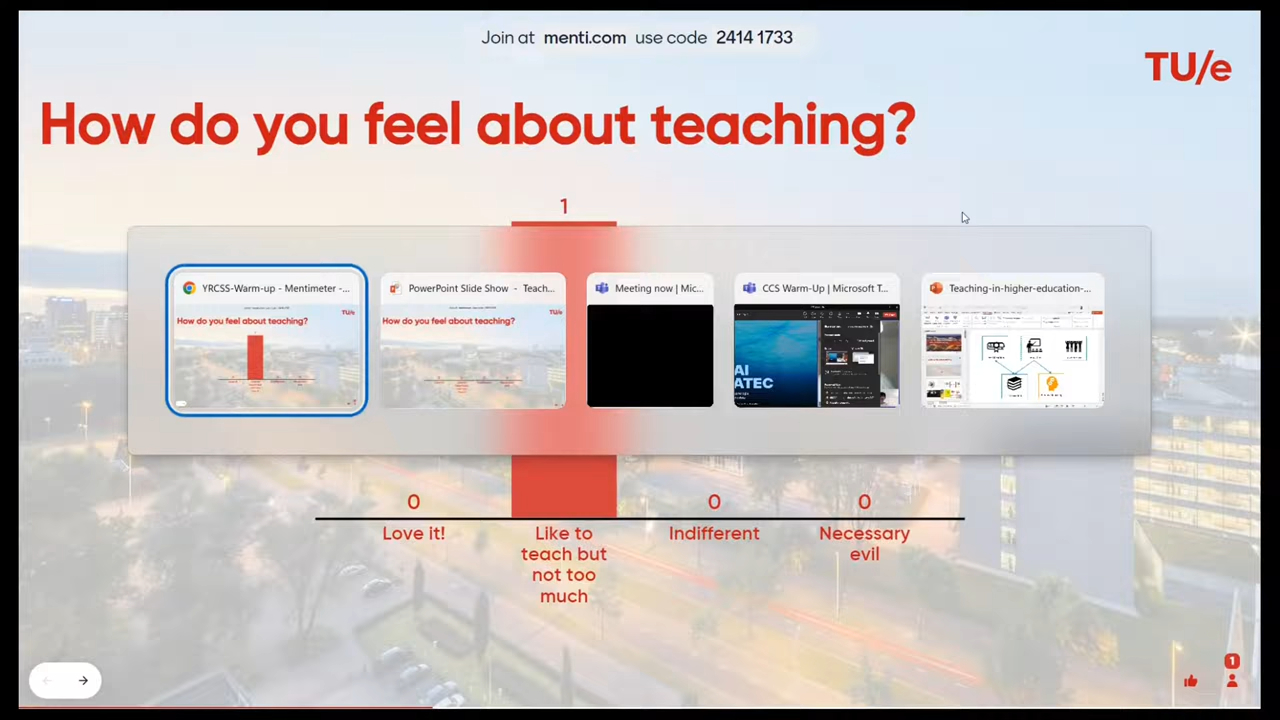 Join at menti.com use code 2414 1733
TU/e
How do you feel about teaching?
1
YRCSS-Warm-up - Mentimeter -...
PowerPoint Slide Show - Teach...
Meeting now | Mic...
CCS Warm-Up | Microsoft T...
Teaching-in-higher-education-...
How do you feel about teaching?
TU/e
How do you feel about teaching?
TU/e
AI
ATEC
0
0
0
Love it!
Like to
teach but
not too
much
Indifferent
Necessary
evil
1